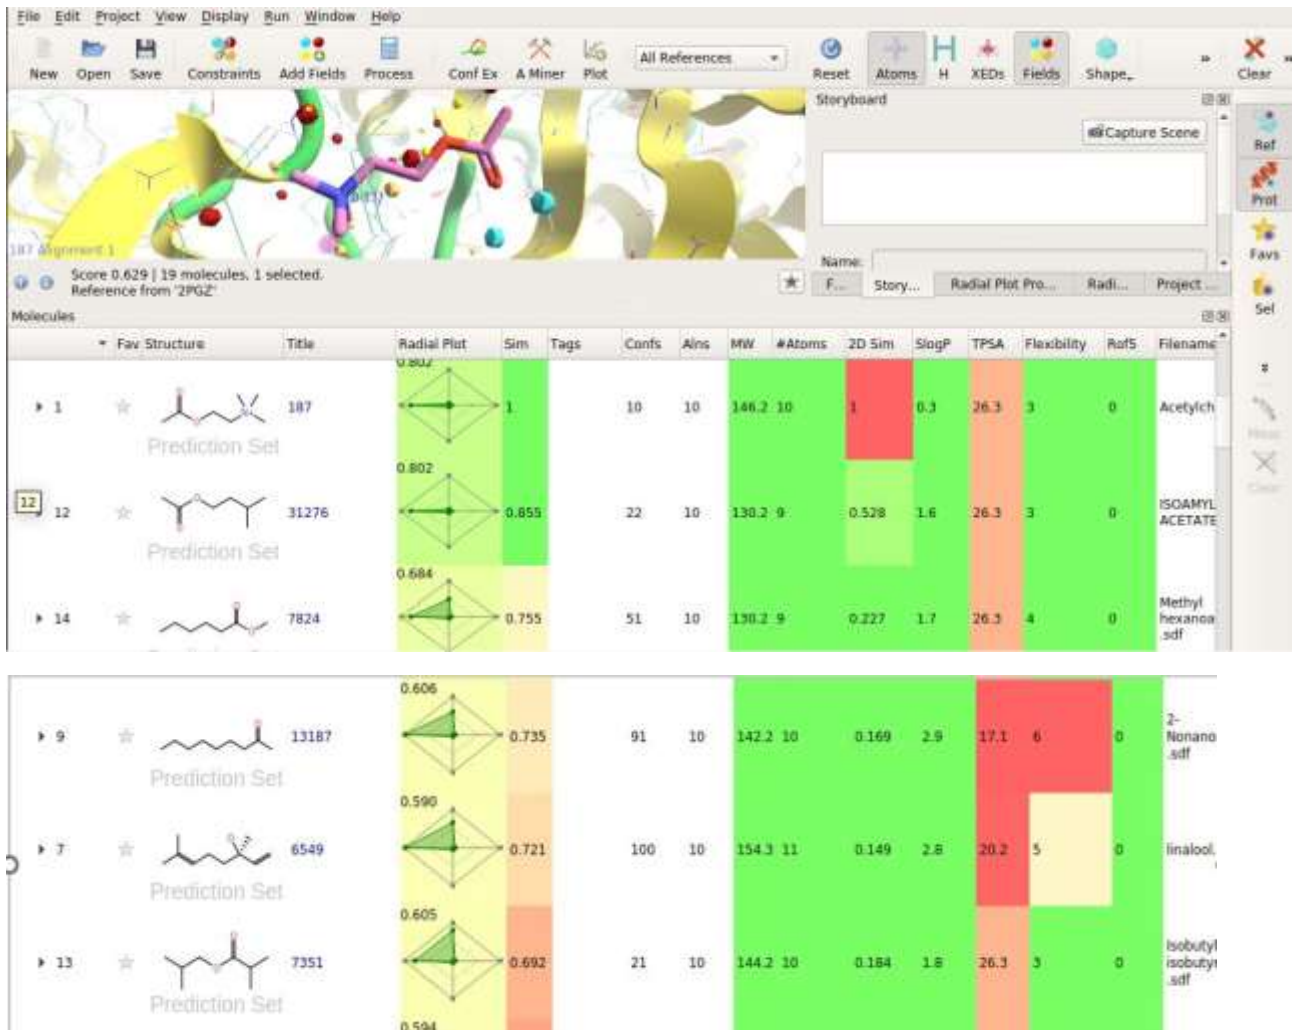 File Edit Project View Display Run Window Help
New Open Save Constraints Add Fields Process Conf Ex A Miner Plot All References Reset Atoms H XEDs Fields Shape Clear
Storyboard
Capture Scene
Ref
Prot
Favs
Sel
187 Alignment 1
Name:
Score 0.629 | 19 molecules, 1 selected.
Reference from '2PGZ'
F... Story... Radial Plot Pro... Radi... Project ...
Molecules
Fav Structure Title Radial Plot Sim Tags Confs Alns MW #Atoms 2D Sim SlogP TPSA Flexibility Rof5 Filename
0.802
1 187 1 10 10 146.2 10 1 0.3 26.3 3 0 Acetylch
Prediction Set
0.802
12 12 31276 0.855 22 10 130.2 9 0.528 1.6 26.3 3 0 ISOAMYL
ACETATE
Prediction Set
0.684
14 7824 0.755 51 10 130.2 9 0.227 1.7 26.3 4 0 Methyl
hexanoa
.sdf
0.606
9 13187 0.735 91 10 142.2 10 0.169 2.9 17.1 6 0 2-
Nonano
.sdf
Prediction Set
0.590
7 6549 0.721 100 10 154.3 11 0.149 2.8 20.2 5 0 linalool.
Prediction Set
0.605
13 7351 0.692 21 10 144.2 10 0.184 1.8 26.3 3 0 Isobutyl
isobutyr
.sdf
Prediction Set
0.594